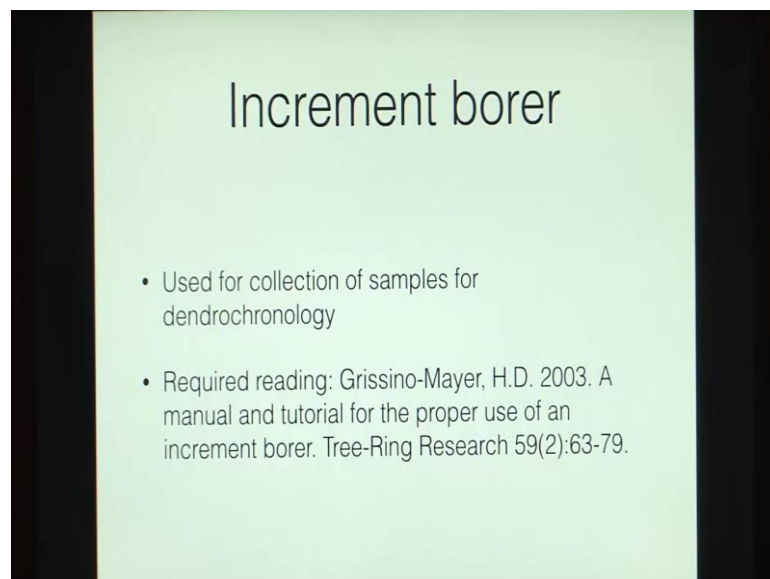 Increment borer
• Used for collection of samples for
dendrochronology
• Required reading: Grissino-Mayer, H.D. 2003. A
manual and tutorial for the proper use of an
increment borer. Tree-Ring Research 59(2):63-79.